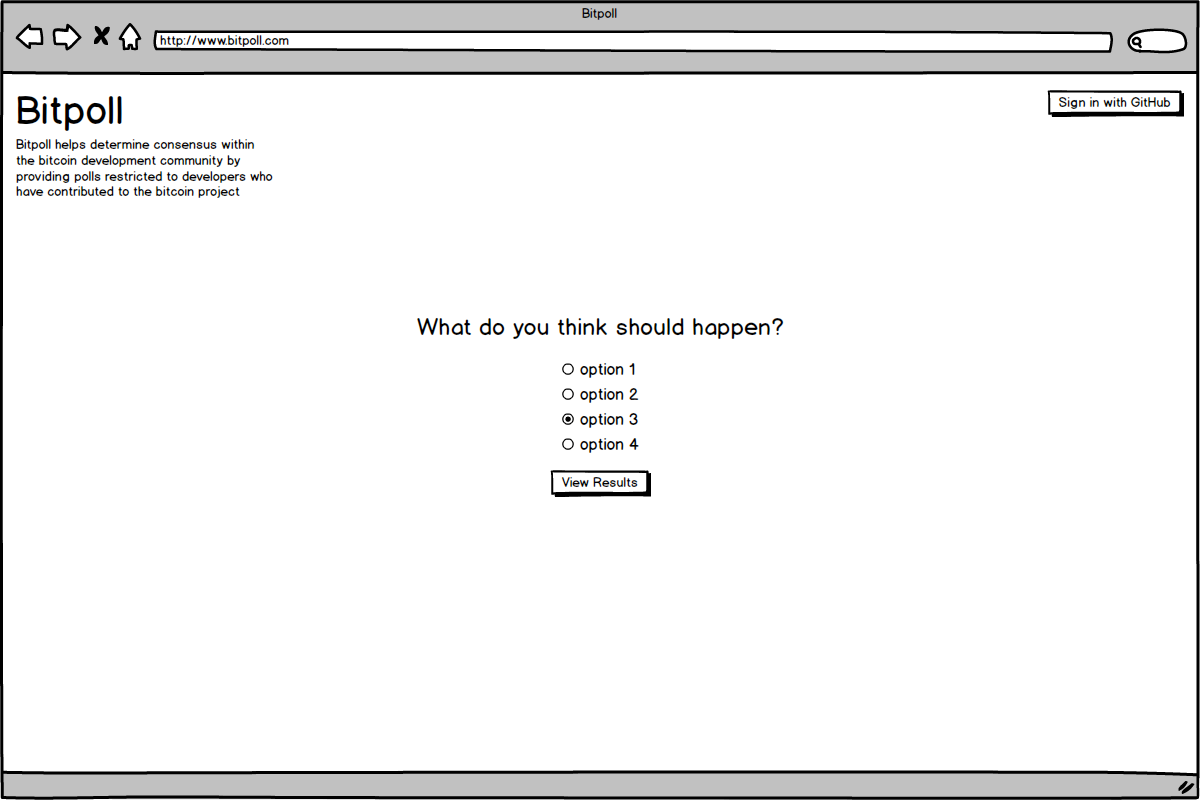 Bitpoll
http://www.bitpoll.com
Bitpoll
Sign in with GitHub
Bitpoll helps determine consensus within
the bitcoin development community by
providing polls restricted to developers who
have contributed to the bitcoin project
What do you think should happen?
option 1
option 2
option 3
option 4
View Results